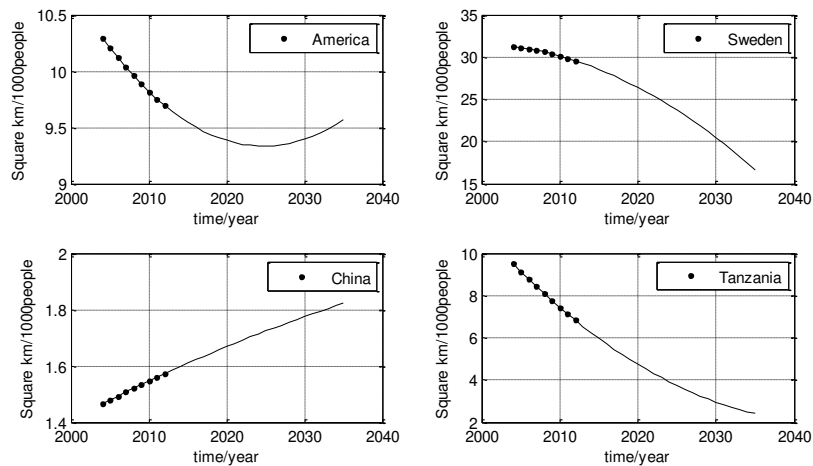 America
Square km/1000people
10.5
10
9.5
9
2000 2010 2020 2030 2040
time/year
Sweden
Square km/1000people
35
30
25
20
15
2000 2010 2020 2030 2040
time/year
China
Square km/1000people
2
1.8
1.6
1.4
2000 2010 2020 2030 2040
time/year
Tanzania
Square km/1000people
10
8
6
4
2
2000 2010 2020 2030 2040
time/year